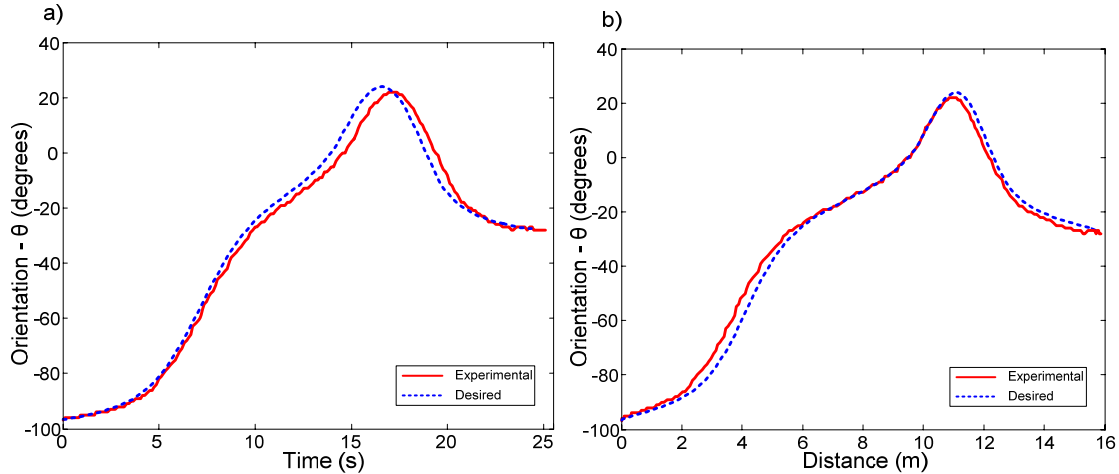 a)
40
20
0
-20
-40
-60
-80
-100
Orientation - θ (degrees)
0 5 10 15 20 25
Time (s)
Experimental
Desired
b)
40
20
0
-20
-40
-60
-80
-100
Orientation - θ (degrees)
0 2 4 6 8 10 12 14 16
Distance (m)
Experimental
Desired